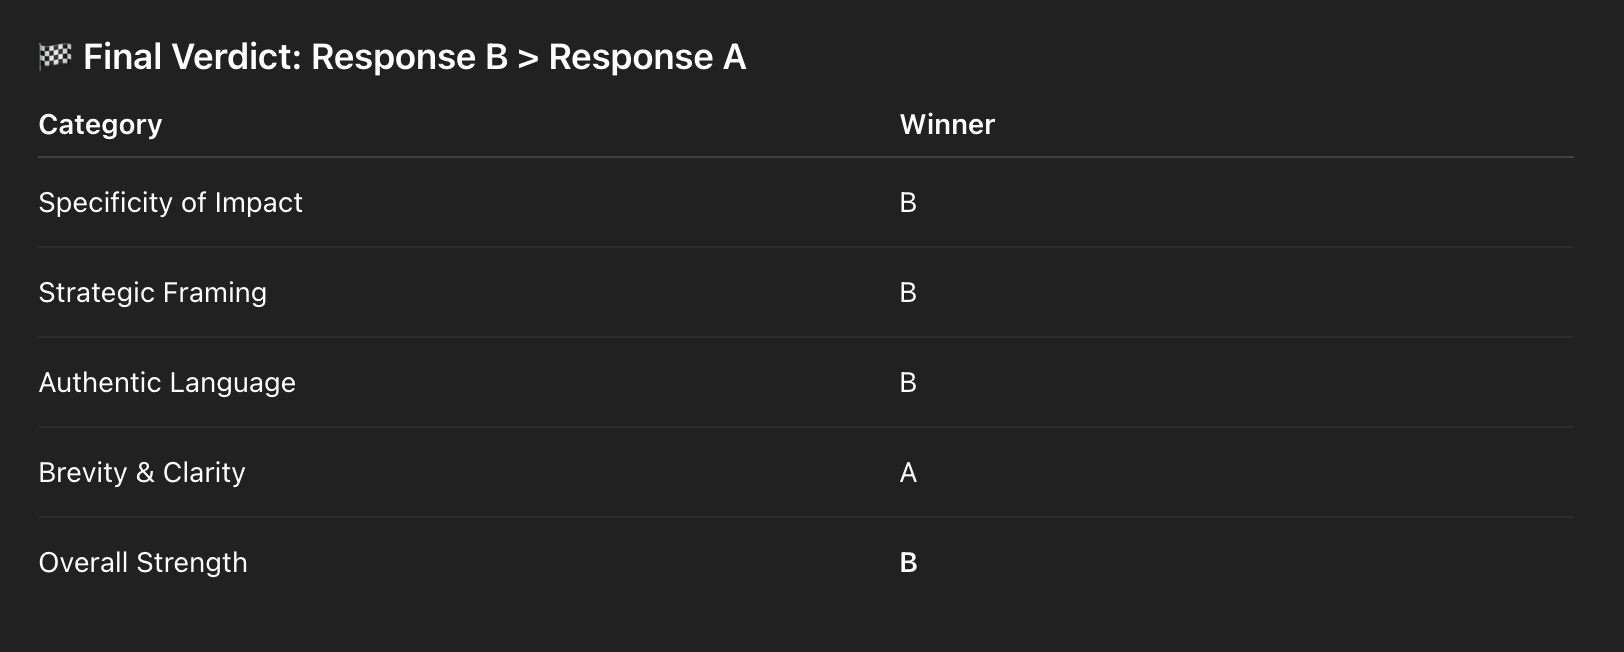 🏁 Final Verdict: Response B > Response A
Category Winner
Specificity of Impact B
Strategic Framing B
Authentic Language B
Brevity & Clarity A
Overall Strength B